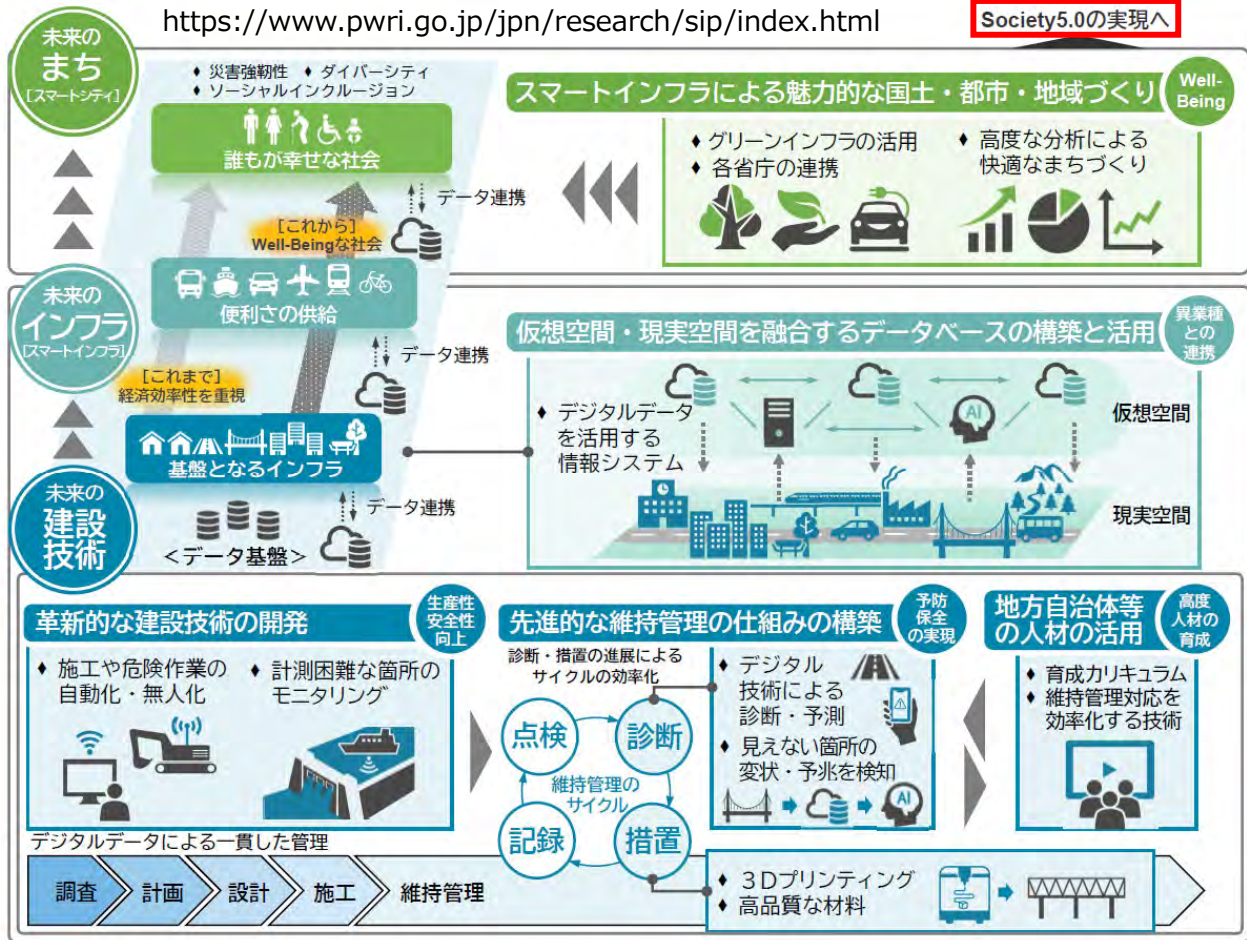 https://www.pwri.go.jp/jpn/research/sip/index.html
Society5.0の実現へ
未来の
まち
[スマートシティ]
♦ 災害強靭性 ♦ ダイバーシティ
♦ ソーシャルインクルージョン
誰もが幸せな社会
データ連携
[これから]
Well-Beingな社会
スマートインフラによる魅力的な国土・都市・地域づくり
Well-
Being
♦ グリーンインフラの活用
♦ 各省庁の連携
♦ 高度な分析による
快適なまちづくり
未来の
インフラ
[スマートインフラ]
便利さの供給
データ連携
[これまで]
経済効率性を重視
基盤となるインフラ
仮想空間・現実空間を融合するデータベースの構築と活用
異業種
との
連携
♦ デジタルデータ
を活用する
情報システム
AI
仮想空間
現実空間
未来の
建設
技術
データ連携
<データ基盤>
革新的な建設技術の開発
生産性
安全性
向上
♦ 施工や危険作業の
自動化・無人化
♦ 計測困難な箇所の
モニタリング
先進的な維持管理の仕組みの構築
予防
保全
の実現
診断・措置の進展による
サイクルの効率化
点検
診断
維持管理の
サイクル
記録
措置
♦ デジタル
技術による
診断・予測
♦ 見えない箇所の
変状・予兆を検知
AI
地方自治体等
の人材の活用
高度
人材の
育成
♦ 育成カリキュラム
♦ 維持管理対応を
効率化する技術
デジタルデータによる一貫した管理
調査
計画
設計
施工
維持管理
♦ 3Dプリンティング
♦ 高品質な材料